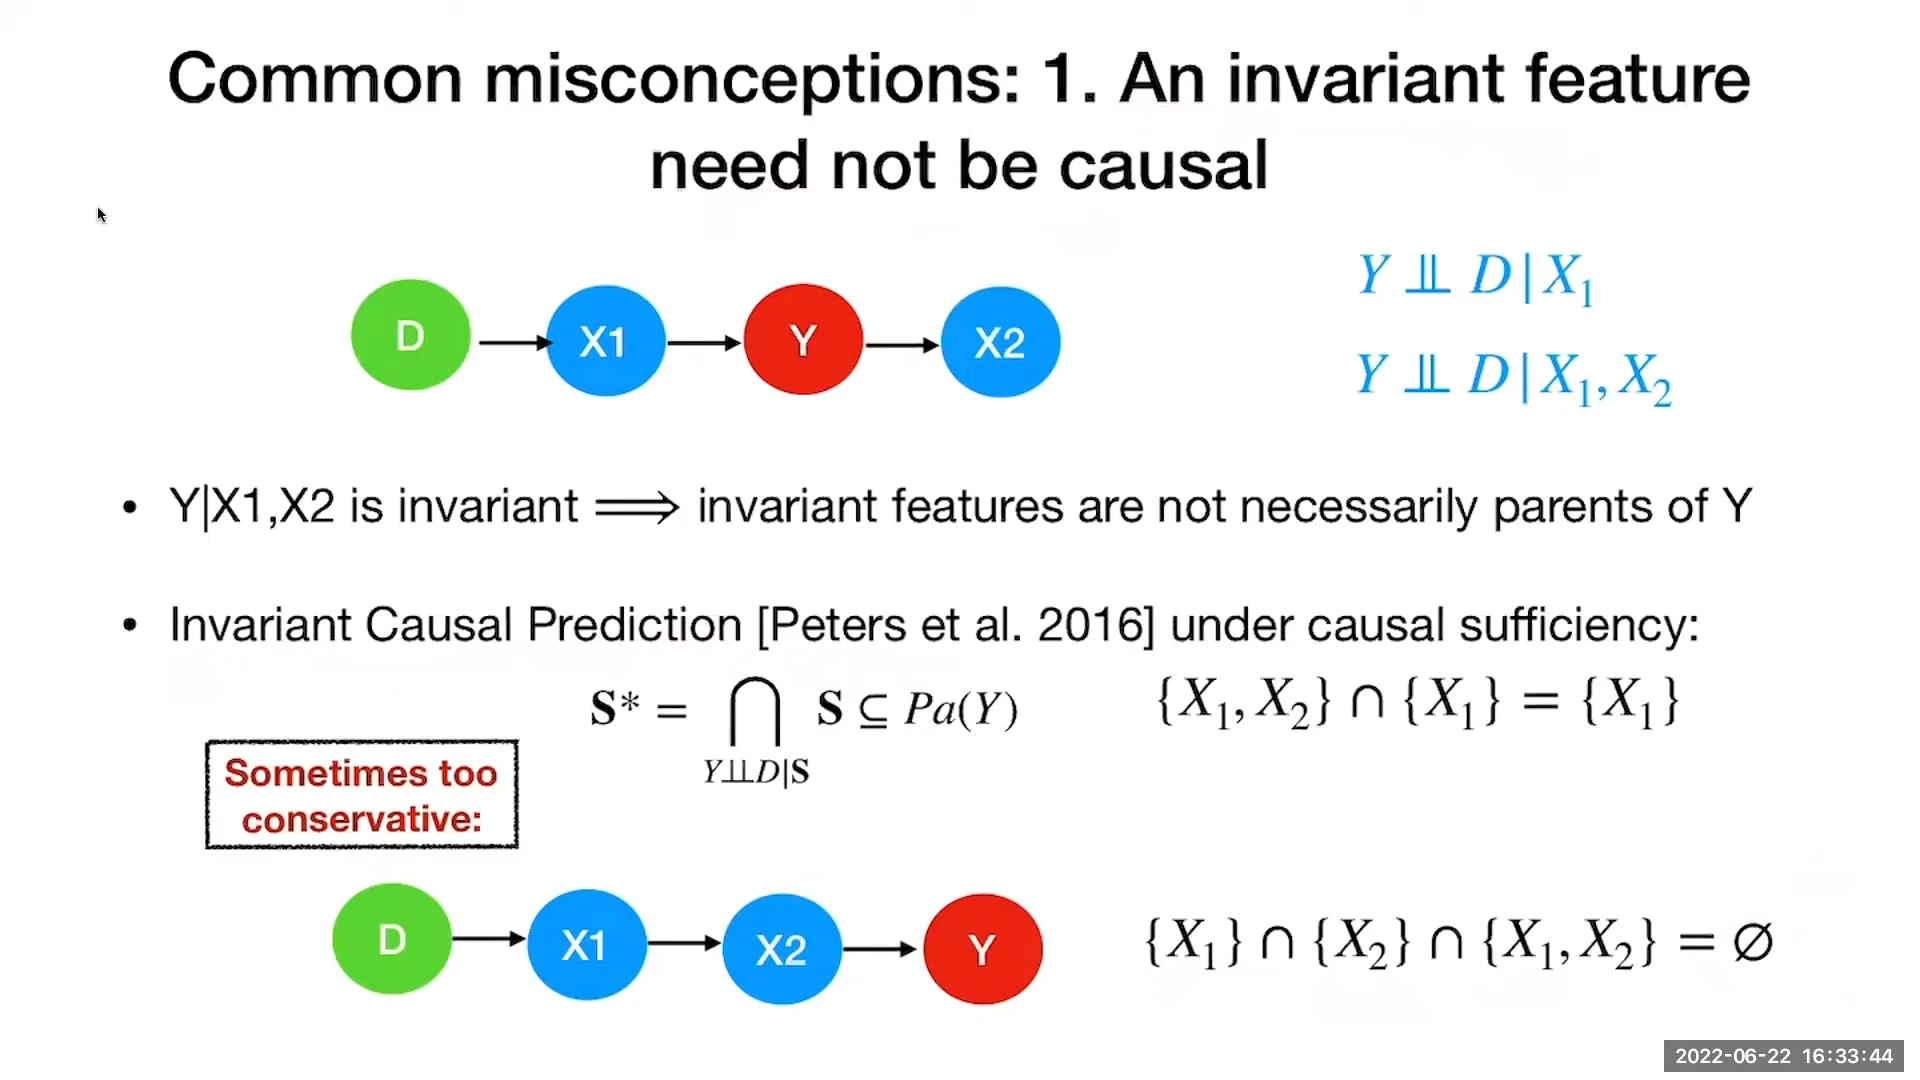 Common misconceptions: 1. An invariant feature
need not be causal
D X1 Y X2
Y ⫫ D | X₁
Y ⫫ D | X₁, X₂
• Y|X1,X2 is invariant ⟹ invariant features are not necessarily parents of Y
• Invariant Causal Prediction [Peters et al. 2016] under causal sufficiency:
S* = ⋂ S ⊆ Pa(Y)
Y⫫D|S
{X₁, X₂} ∩ {X₁} = {X₁}
Sometimes too
conservative:
D X1 X2 Y
{X₁} ∩ {X₂} ∩ {X₁, X₂} = ∅
2022-06-22 16:33:44